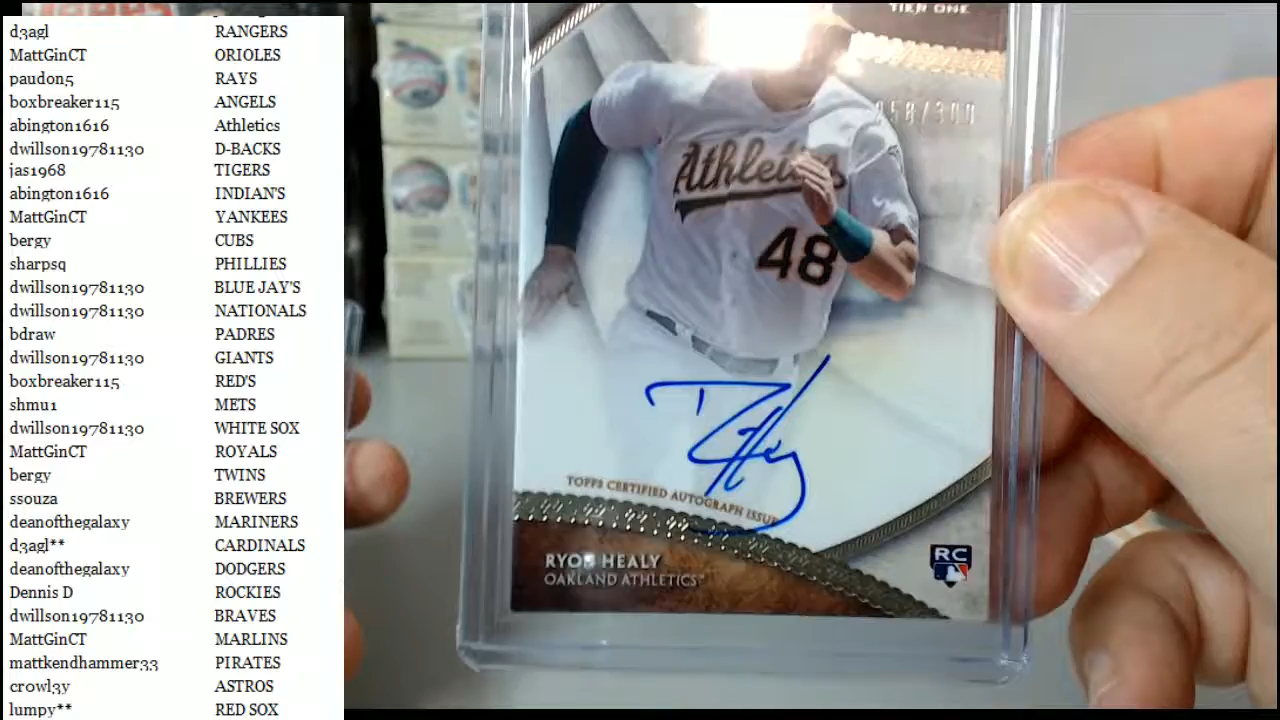 d3agl RANGERS
MattGinCT ORIOLES
paudon5 RAYS
boxbreaker115 ANGELS
abington1616 Athletics
dwillson19781130 D-BACKS
jas1968 TIGERS
abington1616 INDIAN'S
MattGinCT YANKEES
bergy CUBS
sharpsq PHILLIES
dwillson19781130 BLUE JAY'S
dwillson19781130 NATIONALS
bdraw PADRES
dwillson19781130 GIANTS
boxbreaker115 RED'S
shmu1 METS
dwillson19781130 WHITE SOX
MattGinCT ROYALS
bergy TWINS
ssouza BREWERS
deanofthegalaxy MARINERS
d3agl** CARDINALS
deanofthegalaxy DODGERS
Dennis D ROCKIES
dwillson19781130 BRAVES
MattGinCT MARLINS
mattkendhammer33 PIRATES
crowl3y ASTROS
lumpy** RED SOX
TIER ONE
Athletics
48
TOPPS CERTIFIED AUTOGRAPH ISSUE
RYON HEALY
OAKLAND ATHLETICS
RC